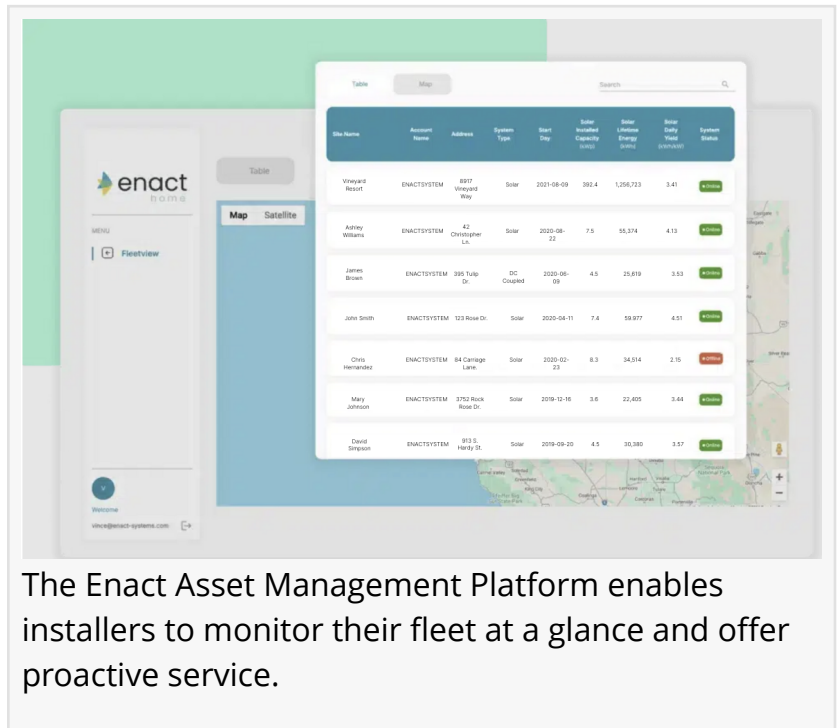 Table
Map
Search
Site Name
Account Name
Address
System Type
Start Day
Solar Installed Capacity (kWp)
Solar Lifetime Energy (kWh)
Solar Daily Yield (kWh/kW)
System Status
Vineyard Resort ENACTSYSTEM 8917 Vineyard Way Solar 2021-08-09 392.4 1,256,723 3.41 Online
Ashley Williams ENACTSYSTEM 42 Christopher Ln. Solar 2020-08-22 7.5 55,374 4.13 Online
James Brown ENACTSYSTEM 395 Tulip Dr. DC Coupled 2020-06-09 4.5 25,819 3.53 Online
John Smith ENACTSYSTEM 123 Rose Dr. Solar 2020-04-11 7.4 59,977 4.51 Online
Chris Hernandez ENACTSYSTEM 84 Carriage Lane. Solar 2020-02-23 8.3 34,514 2.15 Offline
Mary Johnson ENACTSYSTEM 3752 Rock Rose Dr. Solar 2019-12-16 3.6 22,405 3.44 Online
David Simpson ENACTSYSTEM 913 S. Hardy St. Solar 2019-09-20 4.5 30,380 3.57 Online
enact
home
MENU
Fleetview
Table
Map Satellite
V
Welcome
vince@enact-systems.com
The Enact Asset Management Platform enables
installers to monitor their fleet at a glance and offer
proactive service.